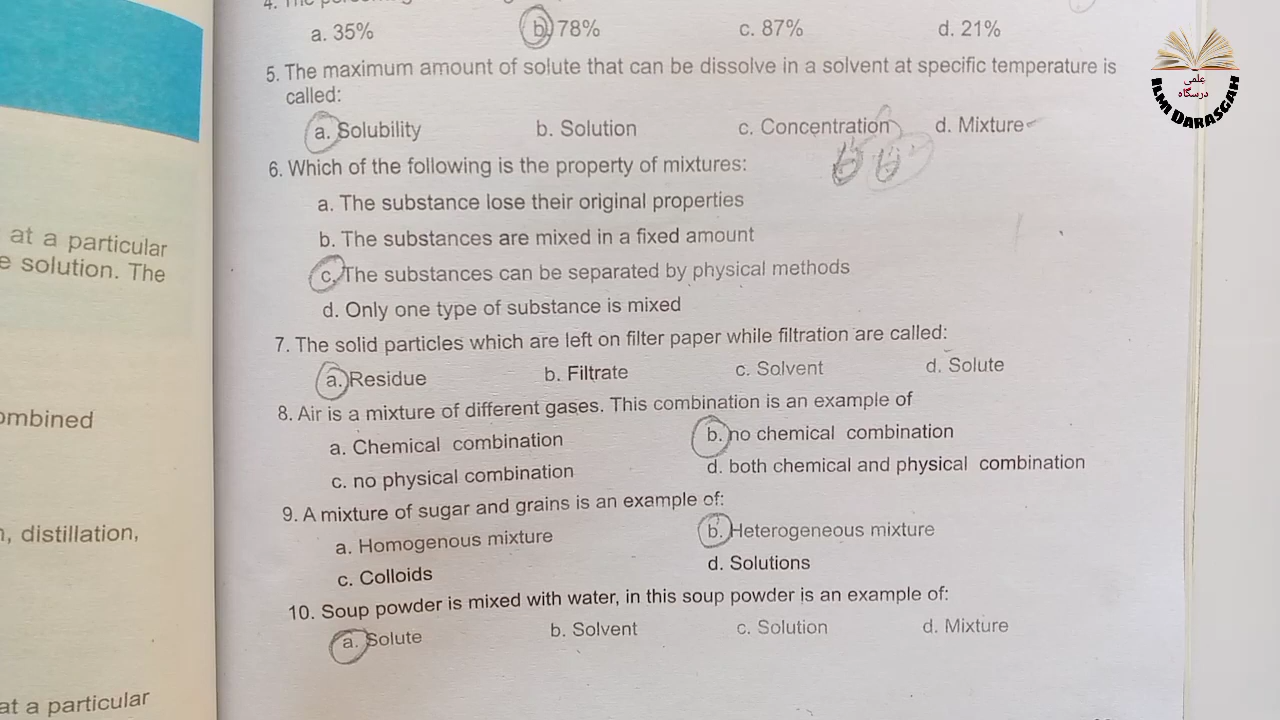 a. 35% b. 78% c. 87% d. 21%
5. The maximum amount of solute that can be dissolve in a solvent at specific temperature is
called:
a. Solubility b. Solution c. Concentration d. Mixture
6. Which of the following is the property of mixtures:
a. The substance lose their original properties
b. The substances are mixed in a fixed amount
c. The substances can be separated by physical methods
d. Only one type of substance is mixed
7. The solid particles which are left on filter paper while filtration are called:
a. Residue b. Filtrate c. Solvent d. Solute
8. Air is a mixture of different gases. This combination is an example of
a. Chemical combination b. no chemical combination
c. no physical combination d. both chemical and physical combination
9. A mixture of sugar and grains is an example of:
a. Homogenous mixture b. Heterogeneous mixture
c. Colloids d. Solutions
10. Soup powder is mixed with water, in this soup powder is an example of:
a. Solute b. Solvent c. Solution d. Mixture
at a particular
e solution. The
ombined
n, distillation,
at a particular
علمی
درسگاہ
ILMI DARASGAH